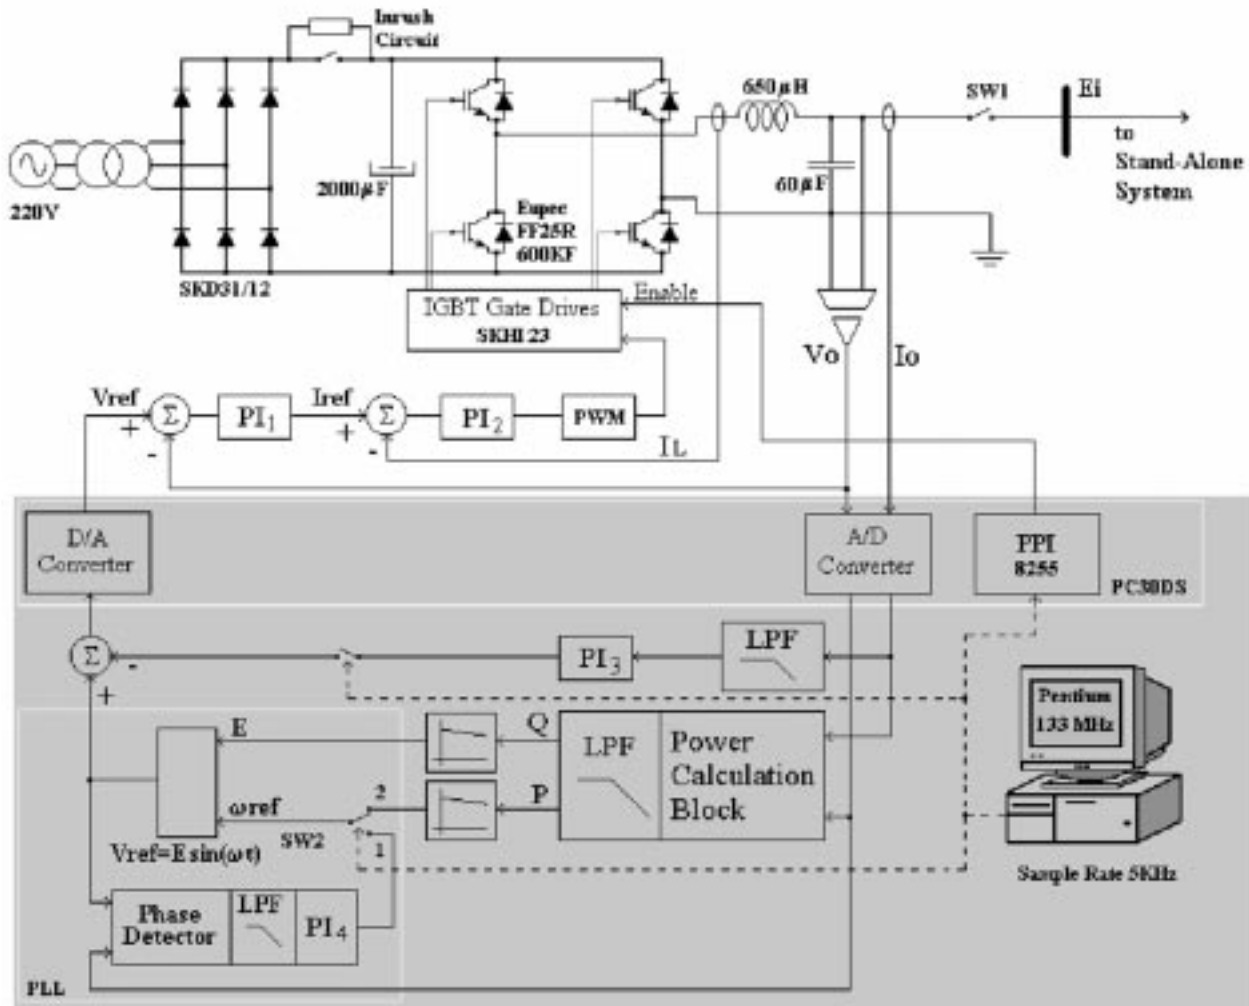 Inrush
Circuit
650μH
SW1
Ei
to
Stand-Alone
System
220V
2000μF
60μF
Eupec
FF25R
600KF
SKD31/12
IGBT Gate Drives
SKHI 23
Enable
Vo
Io
Vref
+
-
Σ
PI1
Iref
+
-
Σ
PI2
PWM
IL
D/A
Converter
A/D
Converter
PPI
8255
PC30DS
Σ
-
+
PI3
LPF
Pentium
133 MHz
E
Q
LPF
Power
Calculation
Block
ωref
2
P
SW2
1
Vref=E sin(ωt)
Sample Rate 5KHz
Phase
Detector
LPF
PI4
PLL